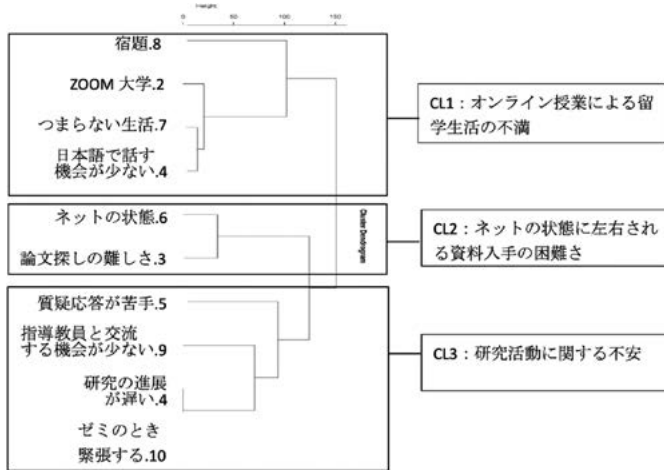 Height
0 50 100
宿題.8
ZOOM 大学.2
つまらない生活.7
日本語で話す
機会が少ない.4
ネットの状態.6
論文探しの難しさ.3
質疑応答が苦手.5
指導教員と交流
する機会が少ない.9
研究の進展
が遅い.4
ゼミのとき
緊張する.10
Cluster Dendrogram
CL1：オンライン授業による留
学生活の不満
CL2：ネットの状態に左右され
る資料入手の困難さ
CL3：研究活動に関する不安